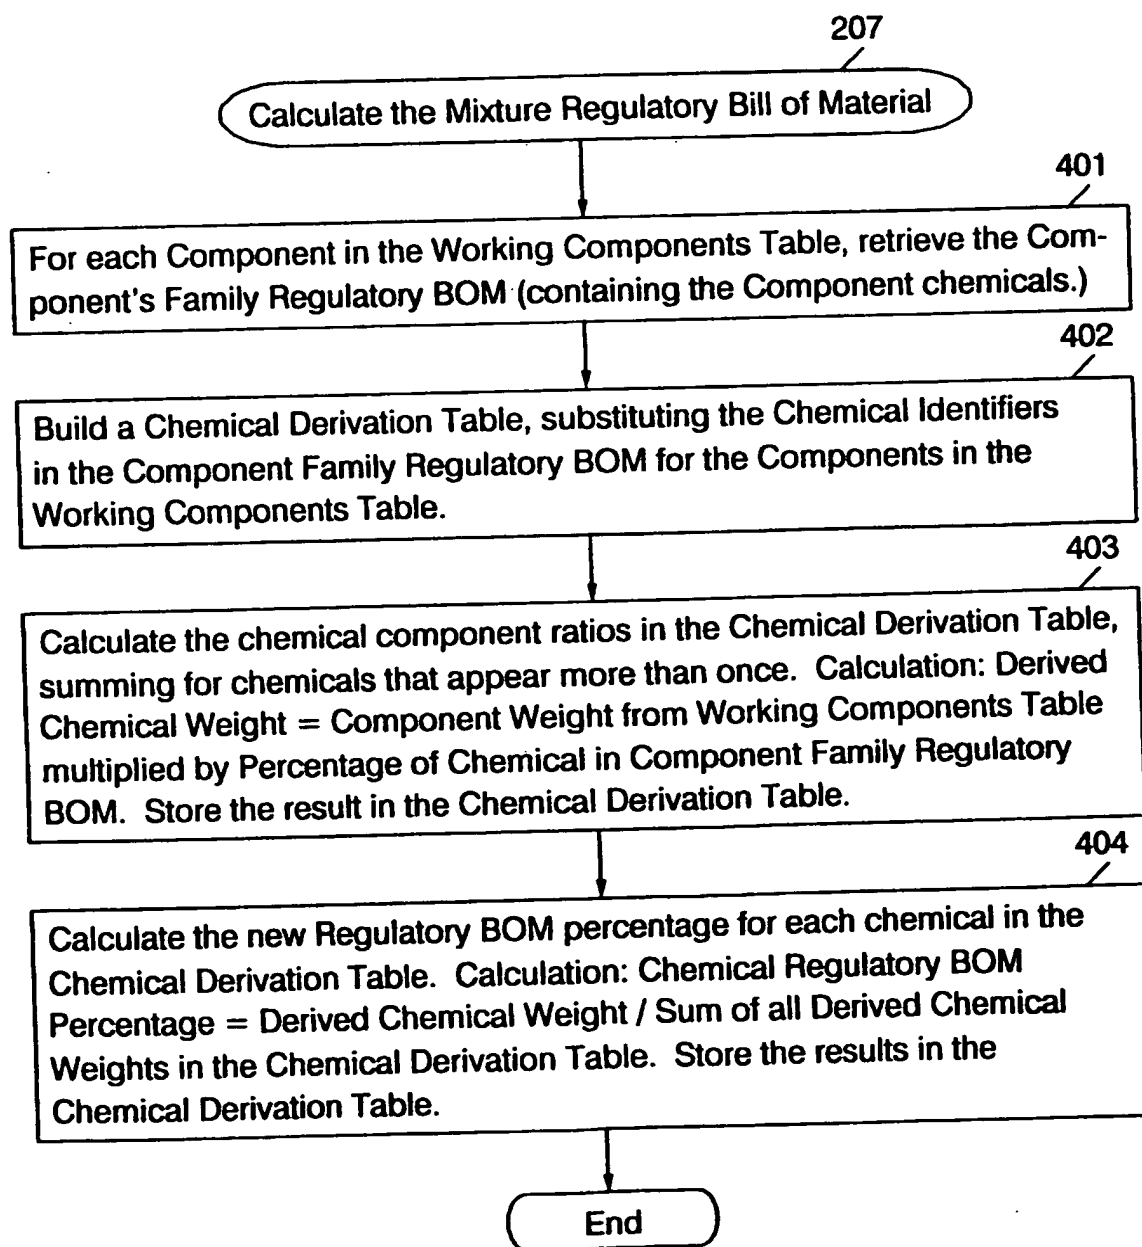 207
Calculate the Mixture Regulatory Bill of Material
401
For each Component in the Working Components Table, retrieve the Com-
ponent's Family Regulatory BOM (containing the Component chemicals.)
402
Build a Chemical Derivation Table, substituting the Chemical Identifiers
in the Component Family Regulatory BOM for the Components in the
Working Components Table.
403
Calculate the chemical component ratios in the Chemical Derivation Table,
summing for chemicals that appear more than once.  Calculation: Derived
Chemical Weight = Component Weight from Working Components Table
multiplied by Percentage of Chemical in Component Family Regulatory
BOM.  Store the result in the Chemical Derivation Table.
404
Calculate the new Regulatory BOM percentage for each chemical in the
Chemical Derivation Table.  Calculation: Chemical Regulatory BOM
Percentage = Derived Chemical Weight / Sum of all Derived Chemical
Weights in the Chemical Derivation Table.  Store the results in the
Chemical Derivation Table.
End